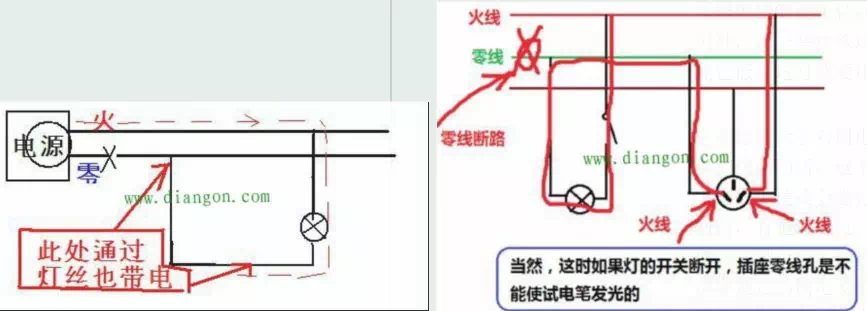 火
电源
零
www.diangon.com
此处通过
灯丝也带电
火线
零线
零线断路
www.diangon.com
火线
火线
当然，这时如果灯的开关断开，插座零线孔是不
能使试电笔发光的